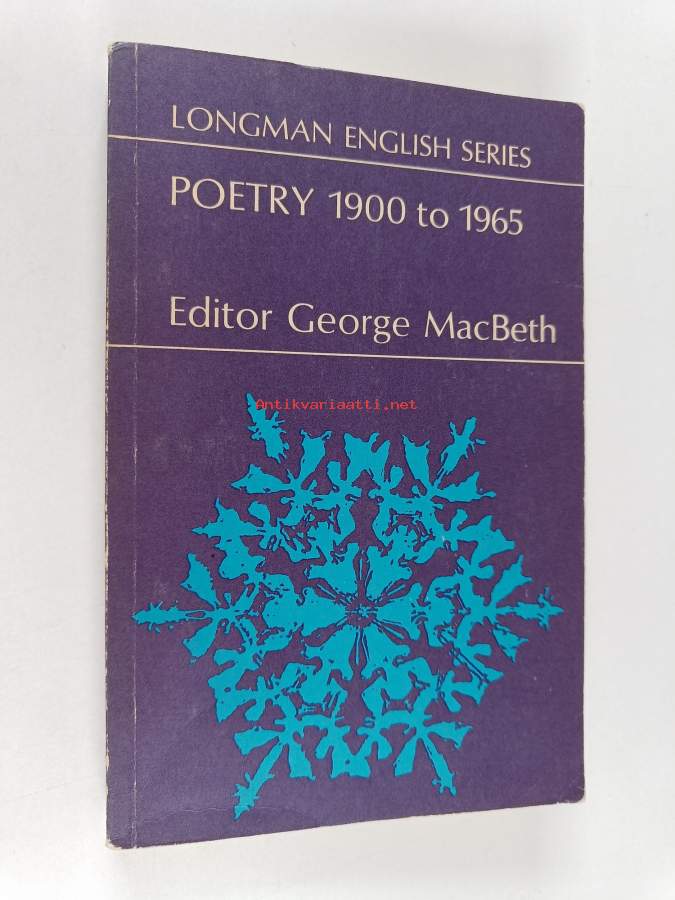 LONGMAN ENGLISH SERIES
POETRY 1900 to 1965
Editor George MacBeth
Antikvariaatti.net